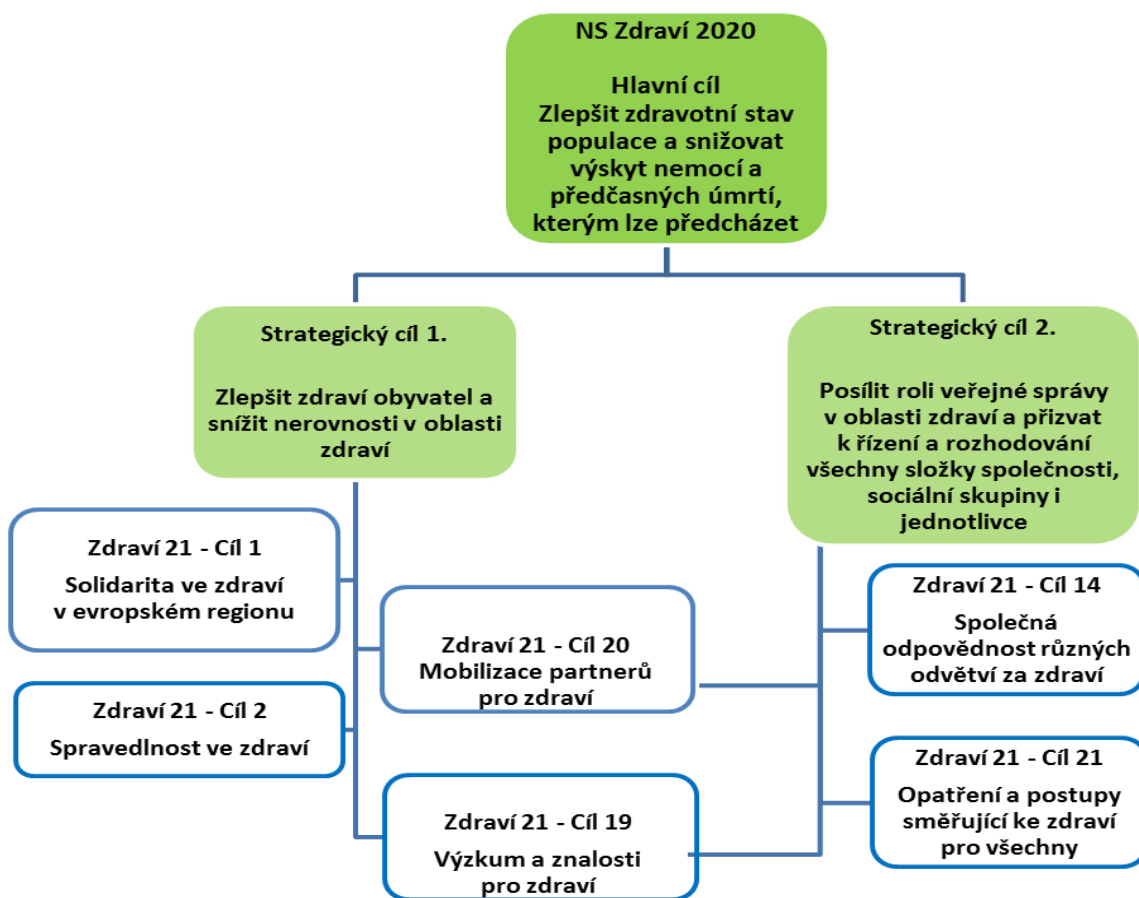 NS Zdraví 2020
Hlavní cíl
Zlepšit zdravotní stav
populace a snižovat
výskyt nemocí a
předčasných úmrtí,
kterým lze předcházet
Strategický cíl 1.
Zlepšit zdraví obyvatel a
snížit nerovnosti v oblasti
zdraví
Strategický cíl 2.
Posílit roli veřejné správy
v oblasti zdraví a přizvat
k řízení a rozhodování
všechny složky společnosti,
sociální skupiny i
jednotlivce
Zdraví 21 - Cíl 1
Solidarita ve zdraví
v evropském regionu
Zdraví 21 - Cíl 2
Spravedlnost ve zdraví
Zdraví 21 - Cíl 20
Mobilizace partnerů
pro zdraví
Zdraví 21 - Cíl 19
Výzkum a znalosti
pro zdraví
Zdraví 21 - Cíl 14
Společná
odpovědnost různých
odvětví za zdraví
Zdraví 21 - Cíl 21
Opatření a postupy
směřující ke zdraví
pro všechny